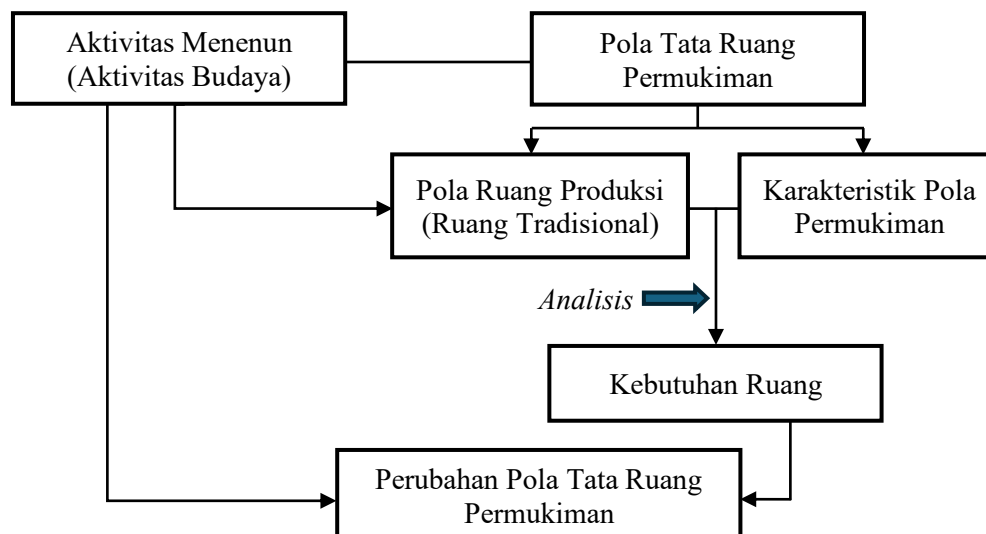 Aktivitas Menenun
(Aktivitas Budaya)
Pola Tata Ruang
Permukiman
Pola Ruang Produksi
(Ruang Tradisional)
Karakteristik Pola
Permukiman
Analisis
Kebutuhan Ruang
Perubahan Pola Tata Ruang
Permukiman